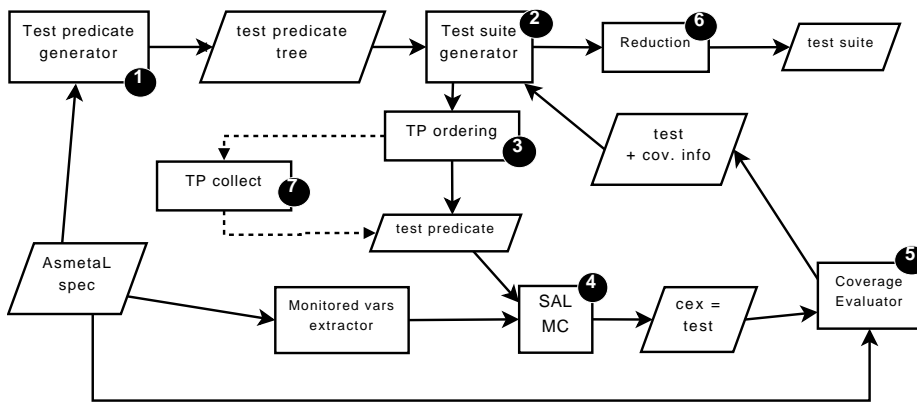 Test predicate
generator
1
test predicate
tree
Test suite
generator
2
Reduction
6
test suite
TP ordering
3
test
+ cov. info
TP collect
7
test predicate
AsmetaL
spec
Monitored vars
extractor
SAL
MC
4
cex =
test
Coverage
Evaluator
5